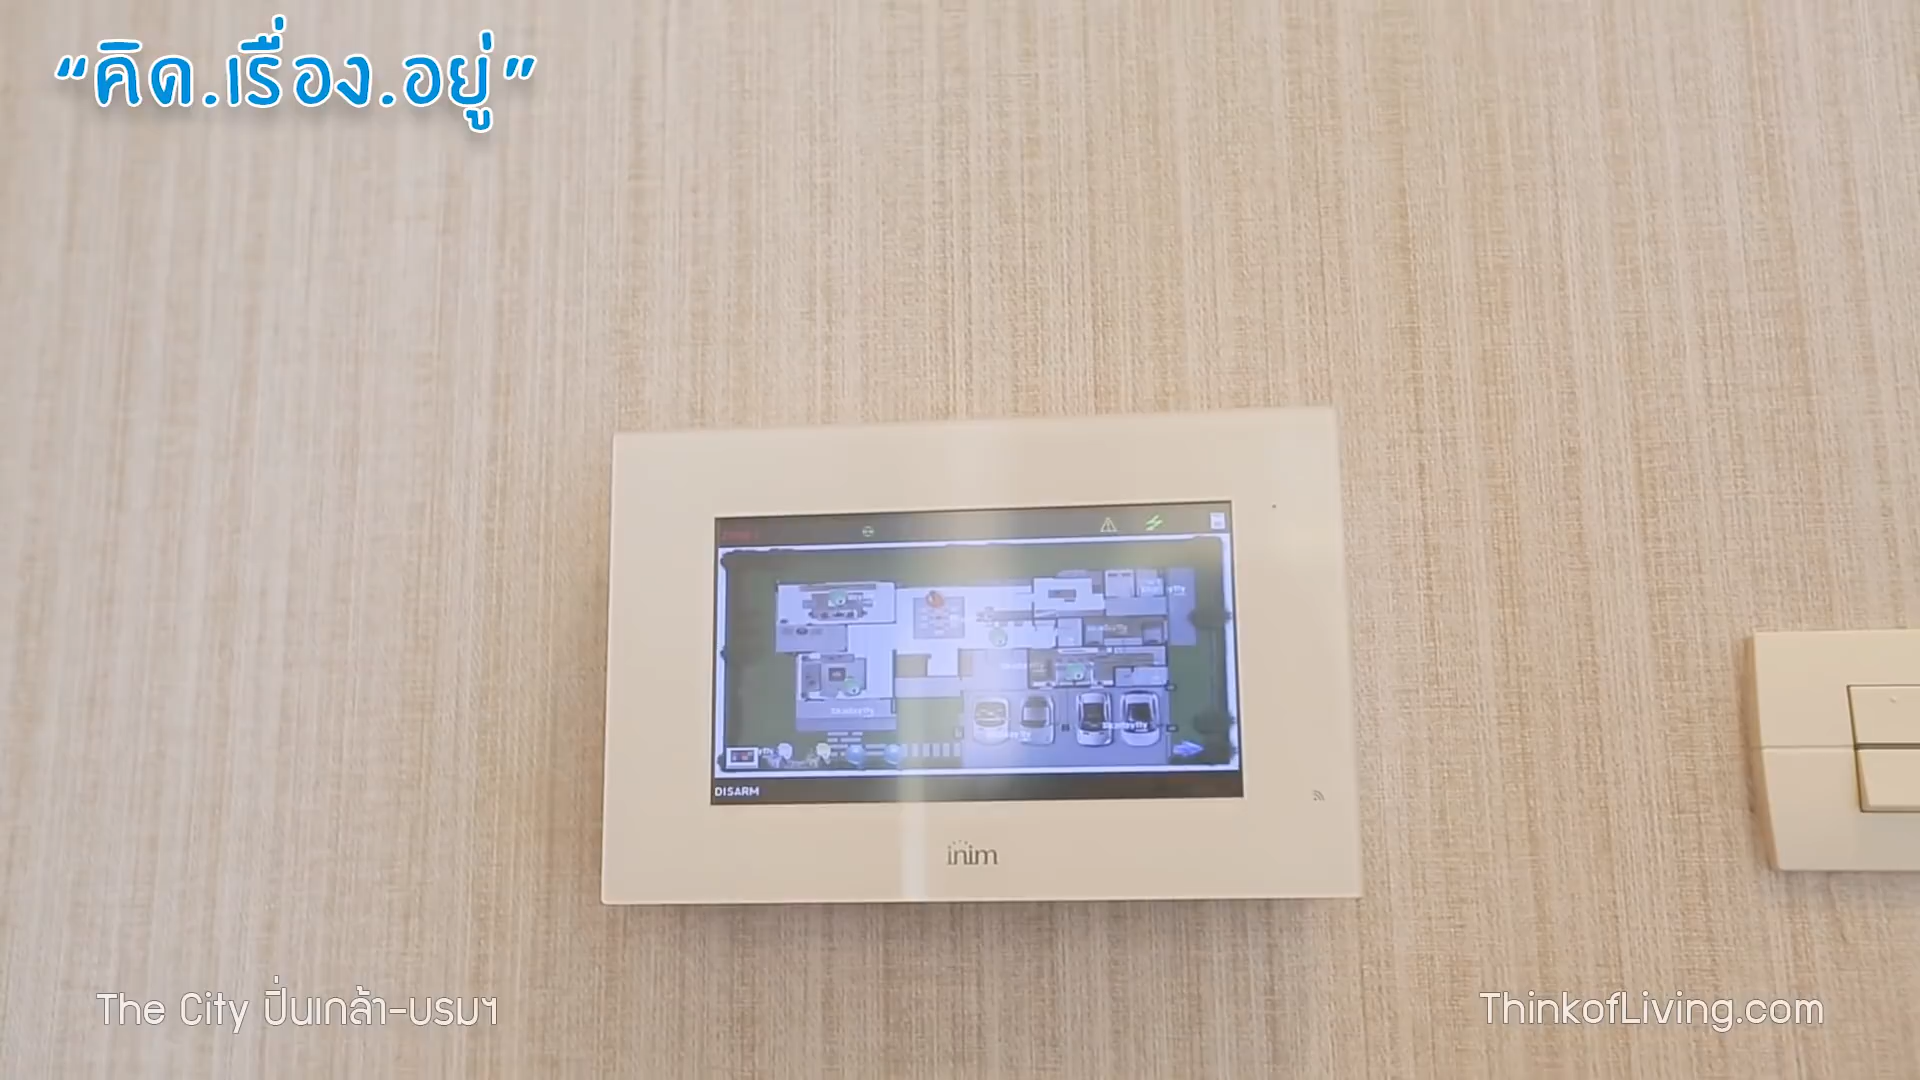 “คิด.เรื่อง.อยู่”
DISARM
inim
The City ปิ่นเกล้า-บรมฯ
ThinkofLiving.com